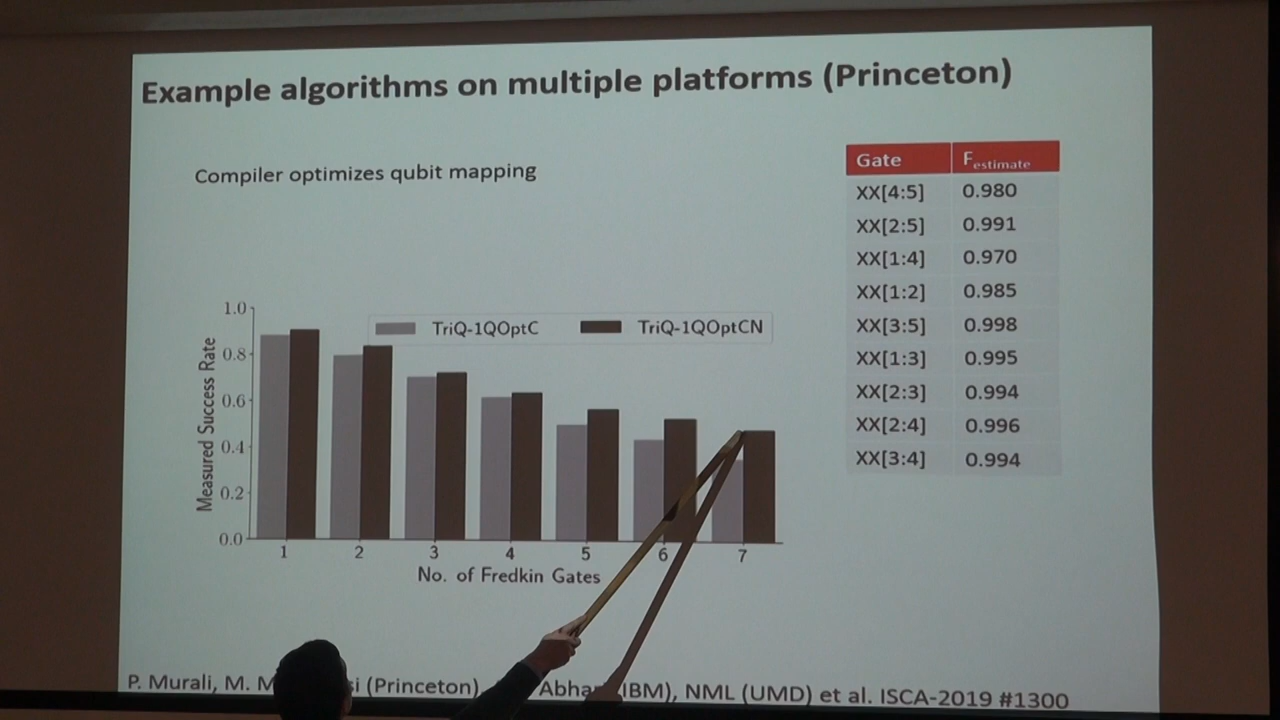 Example algorithms on multiple platforms (Princeton)
Compiler optimizes qubit mapping
Gate F estimate
XX[4:5] 0.980
XX[2:5] 0.991
XX[1:4] 0.970
XX[1:2] 0.985
XX[3:5] 0.998
XX[1:3] 0.995
XX[2:3] 0.994
XX[2:4] 0.996
XX[3:4] 0.994
TriQ-1QOptC TriQ-1QOptCN
Measured Success Rate
1.0
0.8
0.6
0.4
0.2
0.0
1 2 3 4 5 6 7
No. of Fredkin Gates
P. Murali, M. (Princeton), (IBM), NML (UMD) et al. ISCA-2019 #1300